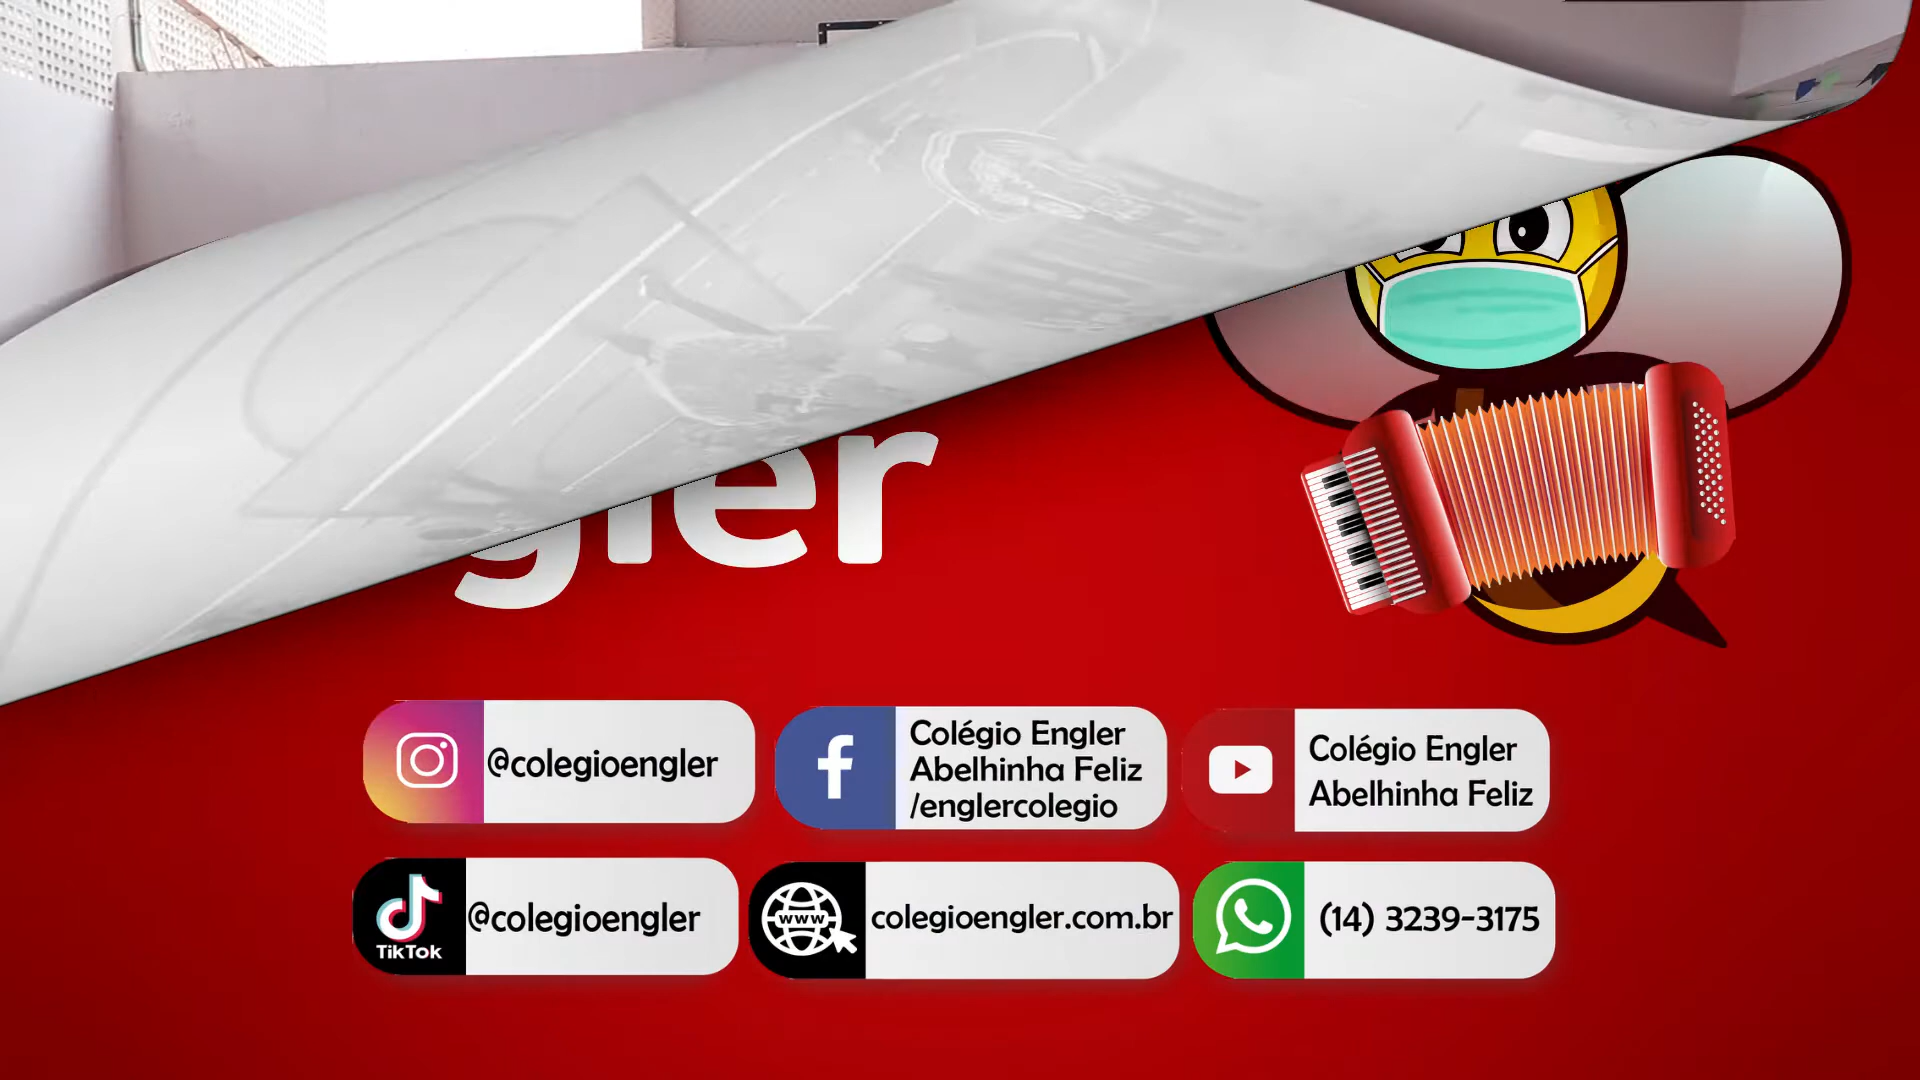 gler
@colegioengler
Colégio Engler
Abelhinha Feliz
/englercolegio
Colégio Engler
Abelhinha Feliz
TikTok
@colegioengler
www
colegioengler.com.br
(14) 3239-3175